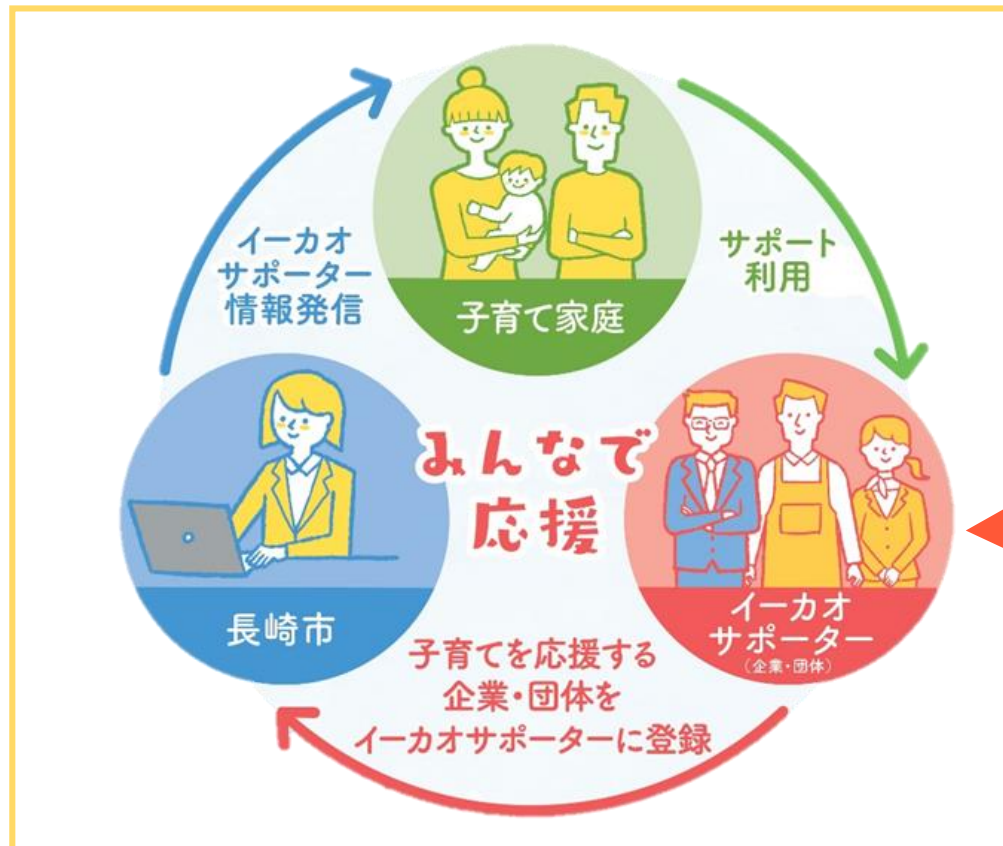 子育て家庭
イーカオ
サポーター
情報発信
サポート
利用
みんなで
応援
長崎市
イーカオ
サポーター
(企業・団体)
子育てを応援する
企業・団体を
イーカオサポーターに登録